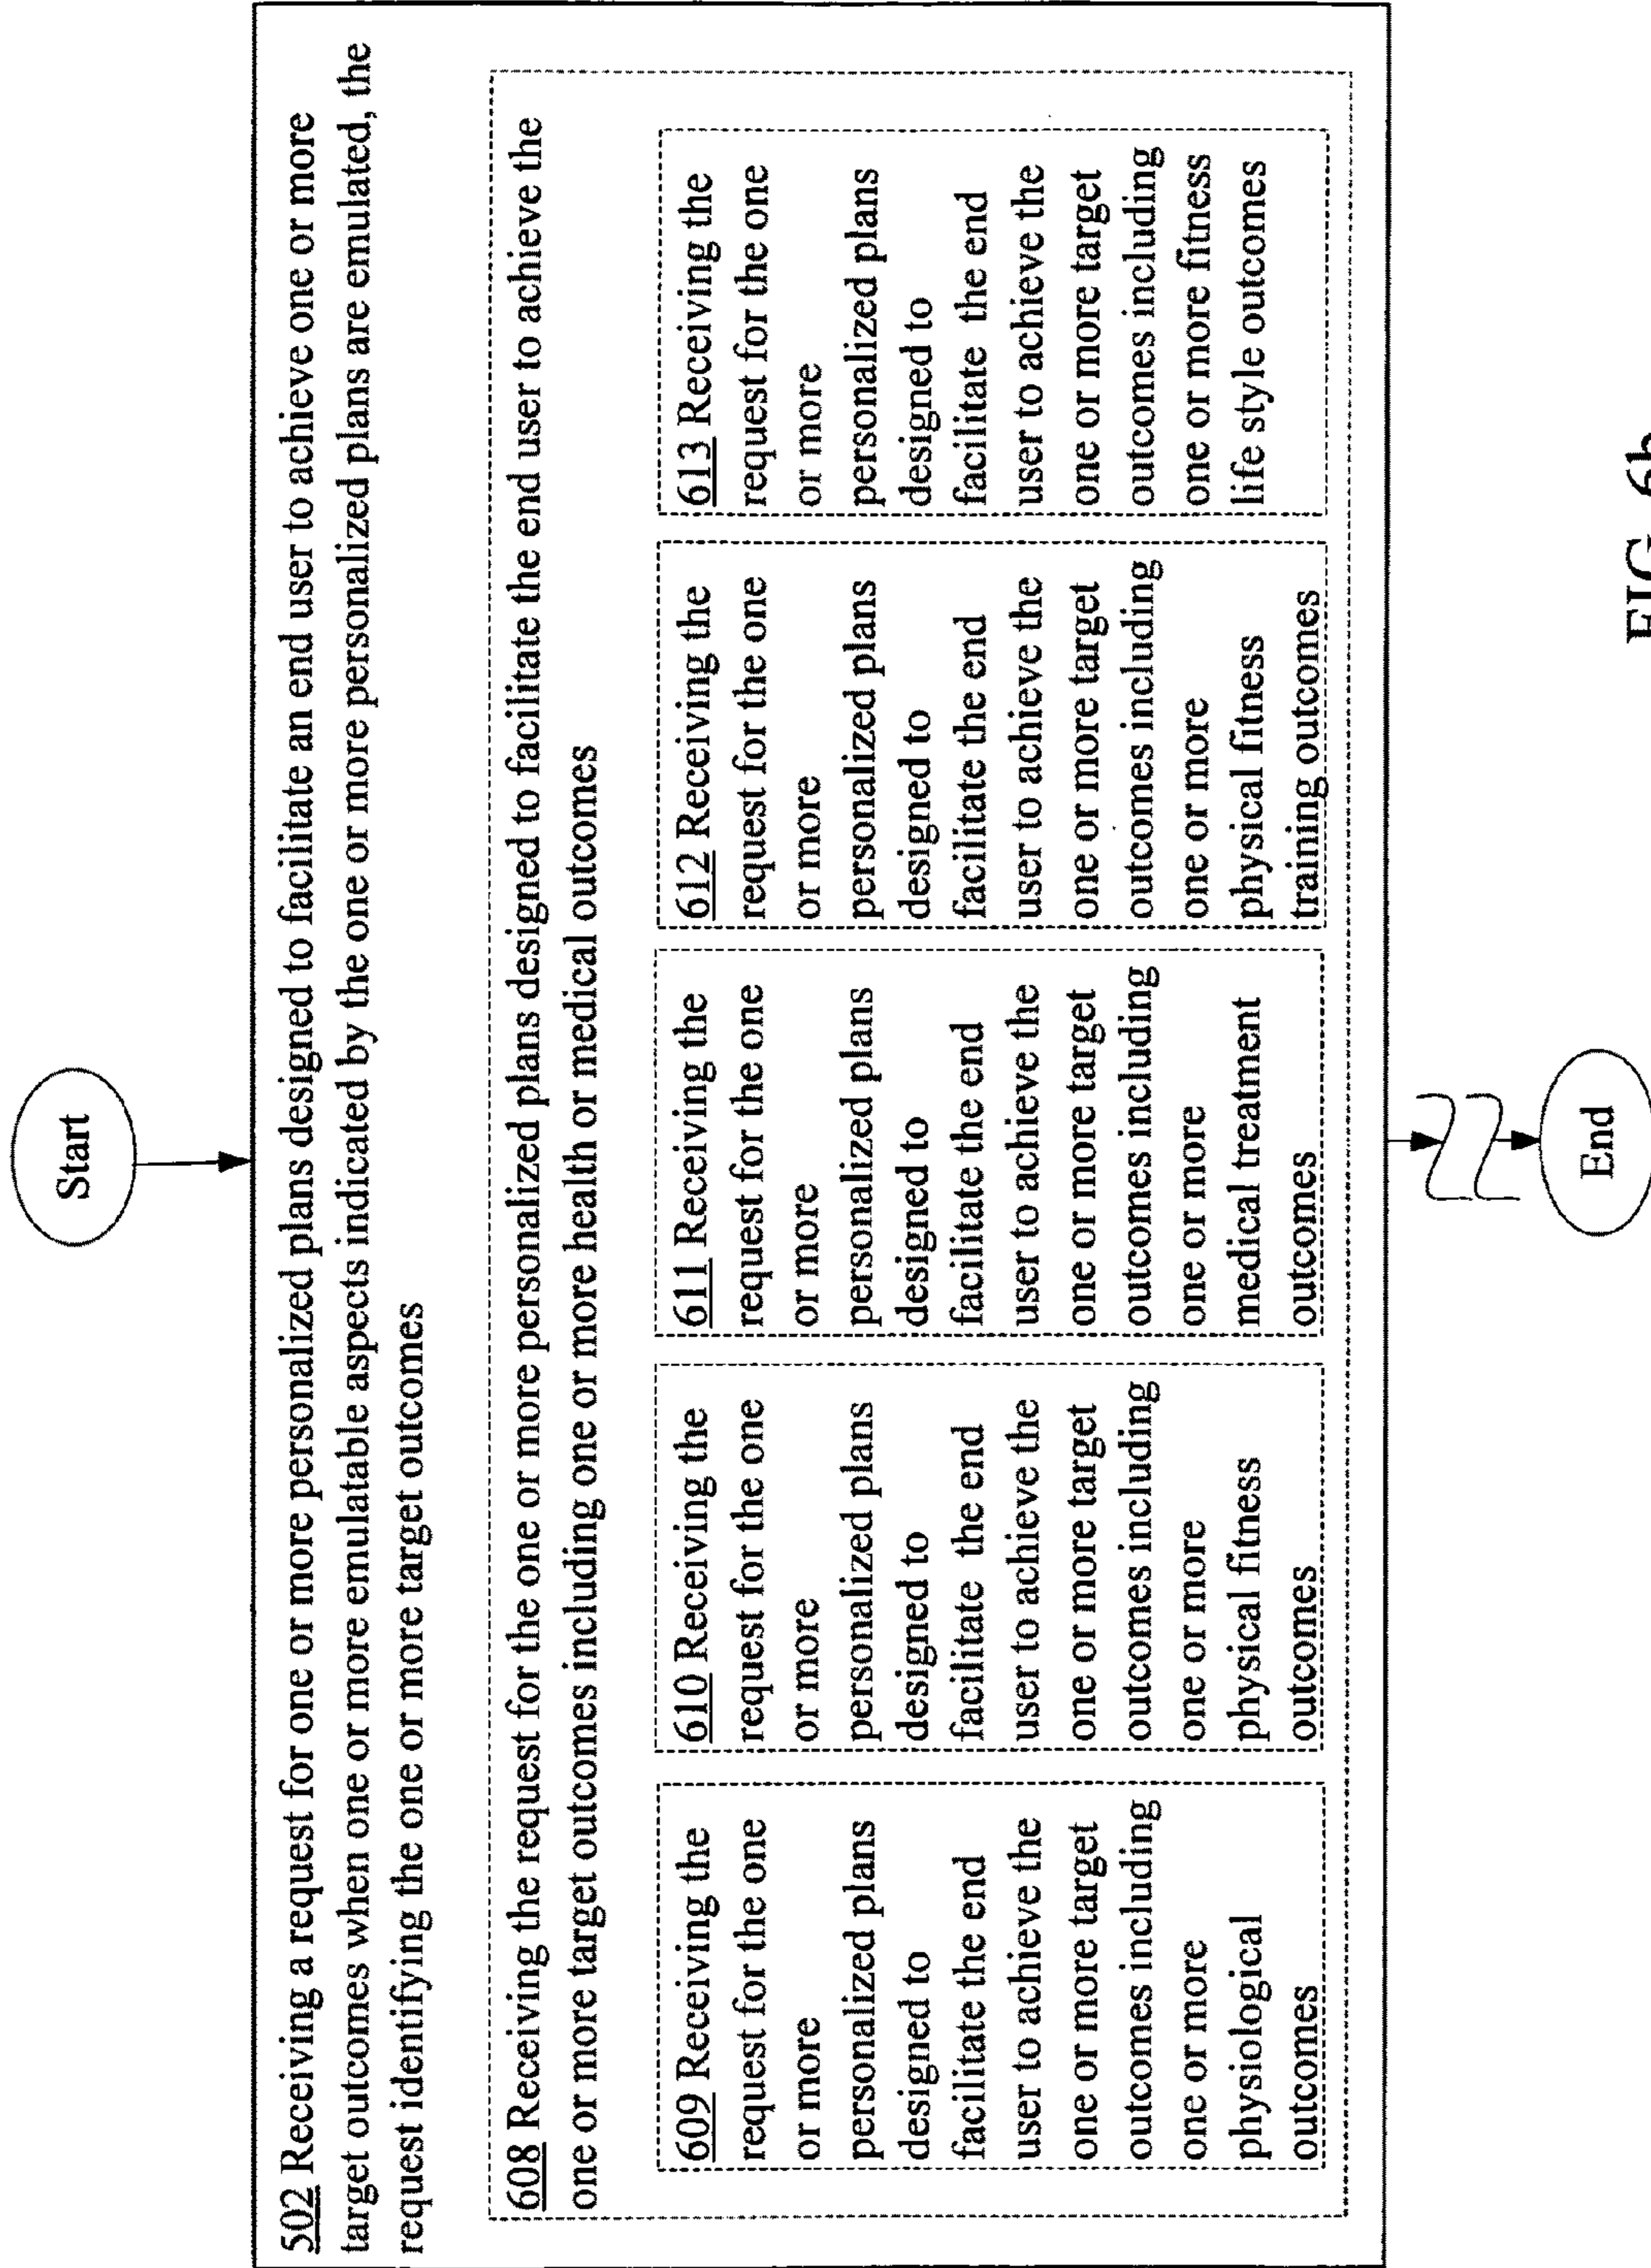 Start
502 Receiving a request for one or more personalized plans designed to facilitate an end user to achieve one or more
target outcomes when one or more emulatable aspects indicated by the one or more personalized plans are emulated, the
request identifying the one or more target outcomes
608 Receiving the request for the one or more personalized plans designed to facilitate the end user to achieve the
one or more target outcomes including one or more health or medical outcomes
609 Receiving the
request for the one
or more
personalized plans
designed to
facilitate the end
user to achieve the
one or more target
outcomes including
one or more
physiological
outcomes
610 Receiving the
request for the one
or more
personalized plans
designed to
facilitate the end
user to achieve the
one or more target
outcomes including
one or more
physical fitness
outcomes
611 Receiving the
request for the one
or more
personalized plans
designed to
facilitate the end
user to achieve the
one or more target
outcomes including
one or more
medical treatment
outcomes
612 Receiving the
request for the one
or more
personalized plans
designed to
facilitate the end
user to achieve the
one or more target
outcomes including
one or more
physical fitness
training outcomes
613 Receiving the
request for the one
or more
personalized plans
designed to
facilitate the end
user to achieve the
one or more target
outcomes including
one or more fitness
life style outcomes
End
FIG. 6b